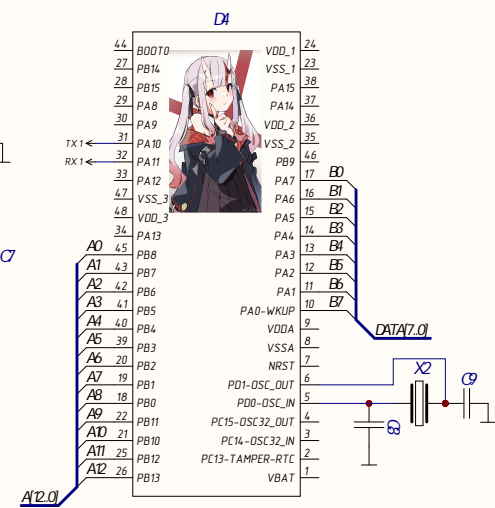 D4
44 BOOT0 VDD_1 24
27 PB14 VSS_1 23
28 PB15 PA15 38
29 PA8 PA14 37
30 PA9 VDD_2 36
TX.1 31 PA10 VSS_2 35
RX.1 32 PA11 PB9 46
33 PA12 PA7 17 B0
47 VSS_3 PA6 16 B1
48 VDD_3 PA5 15 B2
34 PA13 PA4 14 B3
C7 A0 45 PB8 PA3 13 B4
A1 43 PB7 PA2 12 B5
A2 42 PB6 PA1 11 B6
A3 41 PB5 PA0-WKUP 10 B7
A4 40 PB4 VDDA 9 DATA[7..0]
A5 39 PB3 VSSA 8
A6 20 PB2 NRST 7 X2
A7 19 PB1 PD1-OSC_OUT 6 C9
A8 18 PB0 PD0-OSC_IN 5
A9 22 PB11 PC15-OSC32_OUT 4 C8
A10 21 PB10 PC14-OSC32_IN 3
A11 25 PB12 PC13-TAMPER-RTC 2
A12 26 PB13 VBAT 1
A[12..0]